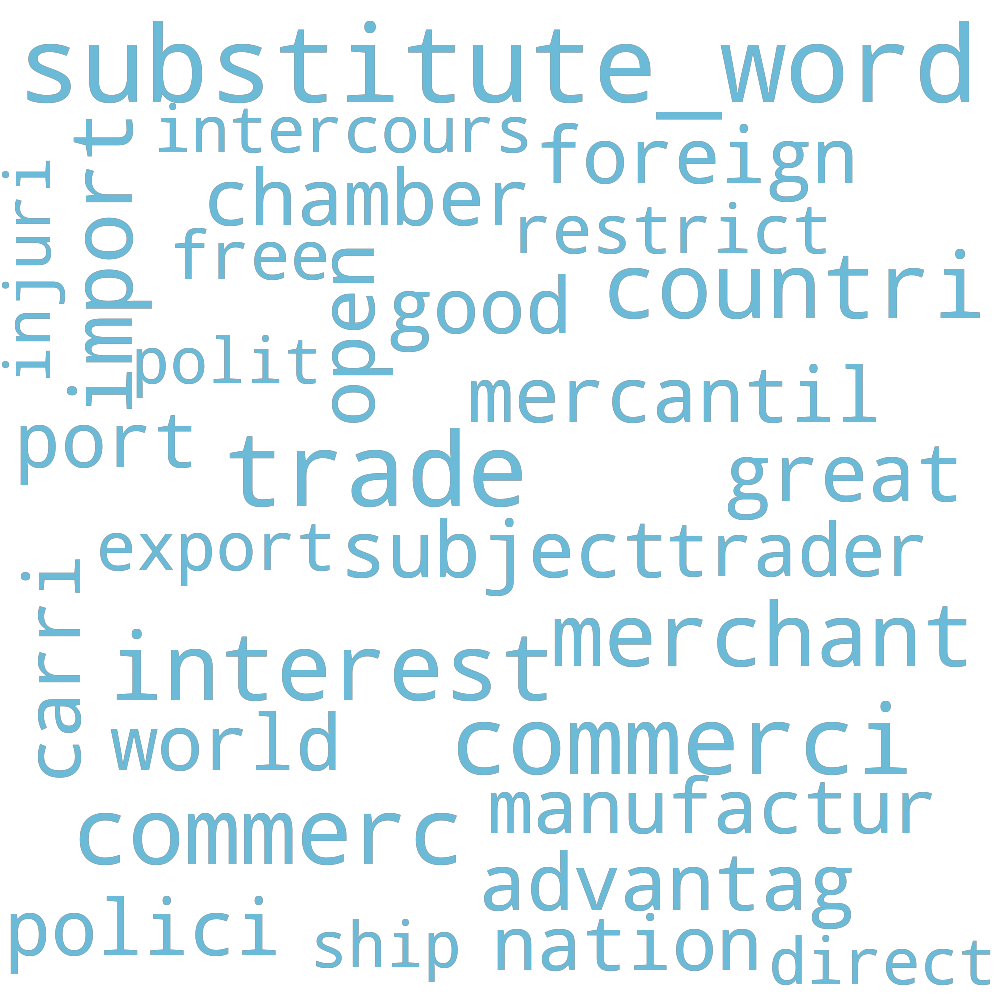 substitute_word
intercours
foreign
import
injuri
chamber
restrict
free
open
good
countri
polit
mercantil
port
trade
great
export
subject
trader
carri
merchant
interest
world
commerci
manufactur
commerc
advantag
polici
ship
nation
direct